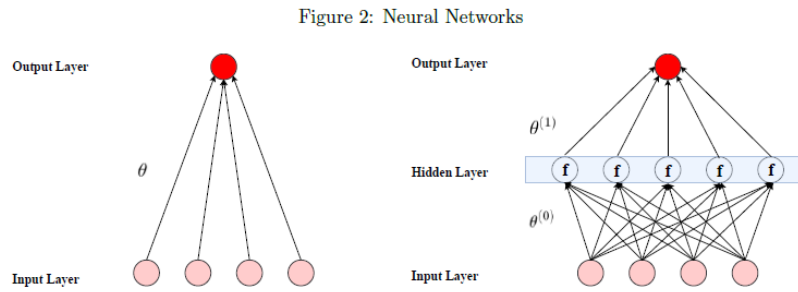 Figure 2: Neural Networks
Output Layer
θ
Input Layer
Output Layer
θ(1)
Hidden Layer
f f f f f
θ(0)
Input Layer